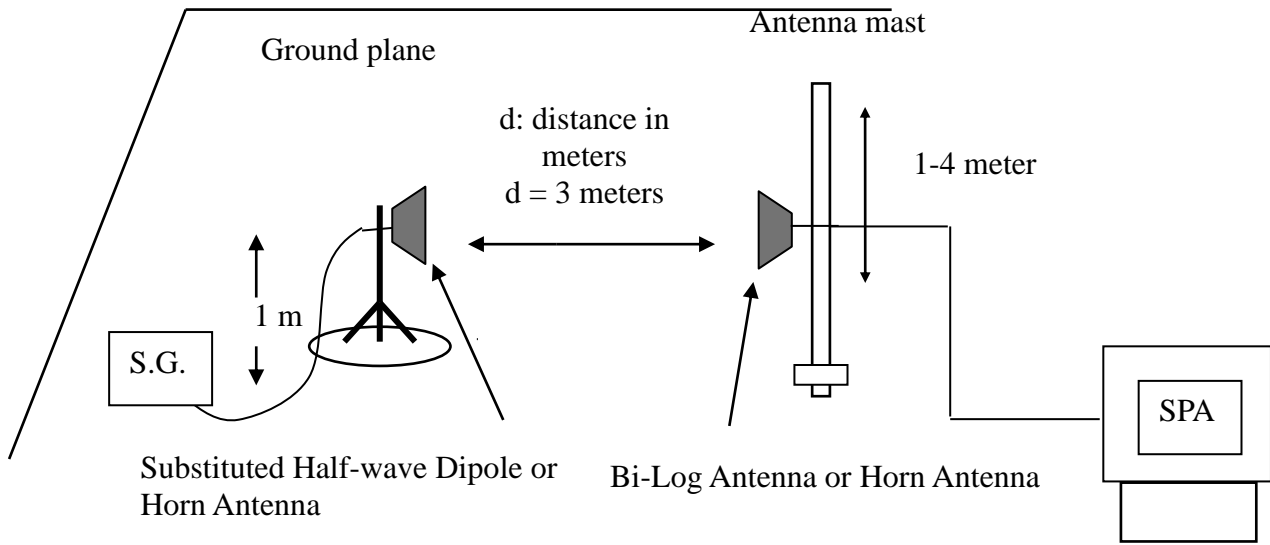 Ground plane
Antenna mast
d: distance in
meters
d = 3 meters
1-4 meter
1 m
S.G.
SPA
Substituted Half-wave Dipole or
Horn Antenna
Bi-Log Antenna or Horn Antenna